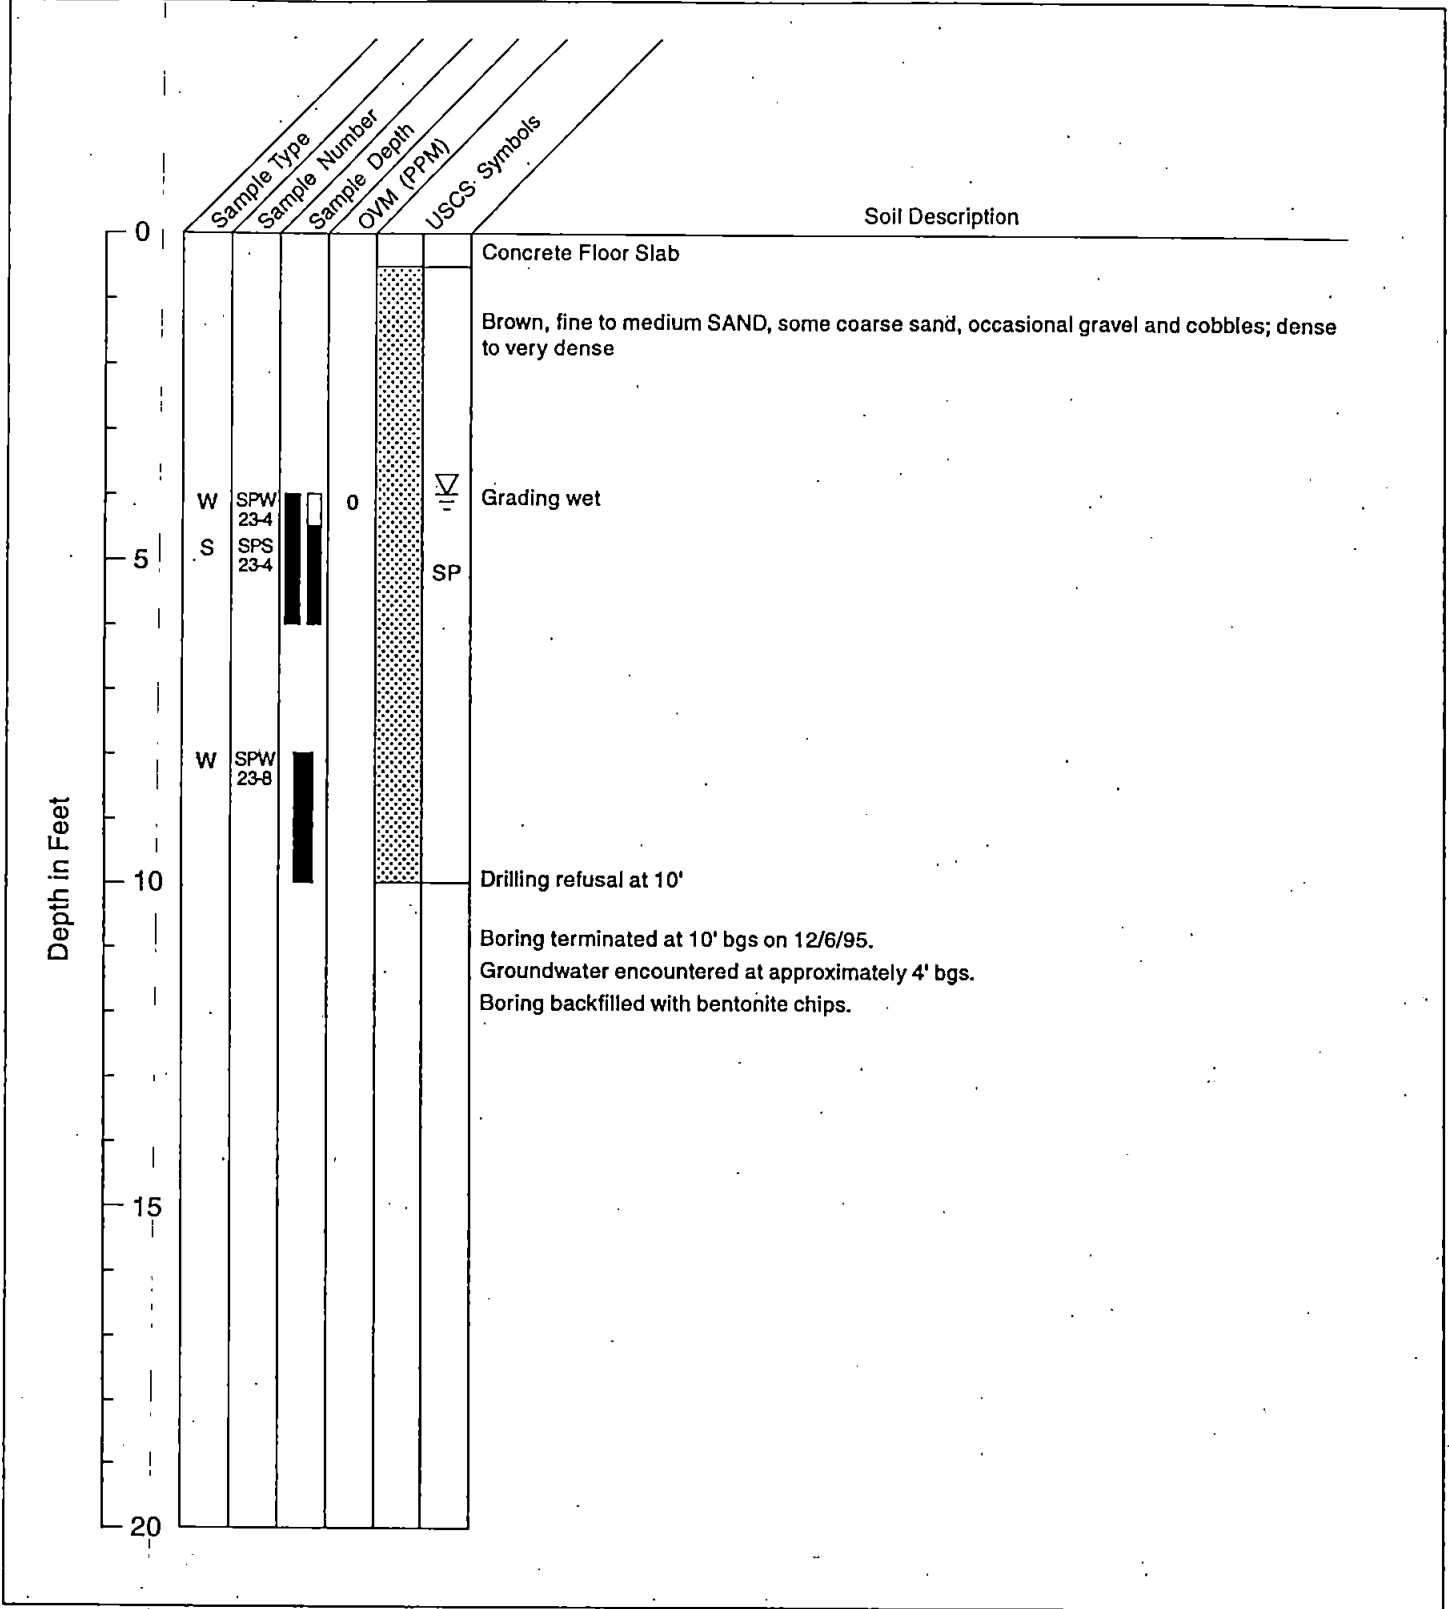 Sample Type
Sample Number
Sample Depth
OVM (PPM)
USCS Symbols
Soil Description
0
Concrete Floor Slab
Brown, fine to medium SAND, some coarse sand, occasional gravel and cobbles; dense
to very dense
W
SPW
23-4
0
Grading wet
S
SPS
23-4
5
SP
W
SPW
23-8
Depth in Feet
10
Drilling refusal at 10'
Boring terminated at 10' bgs on 12/6/95.
Groundwater encountered at approximately 4' bgs.
Boring backfilled with bentonite chips.
15
20